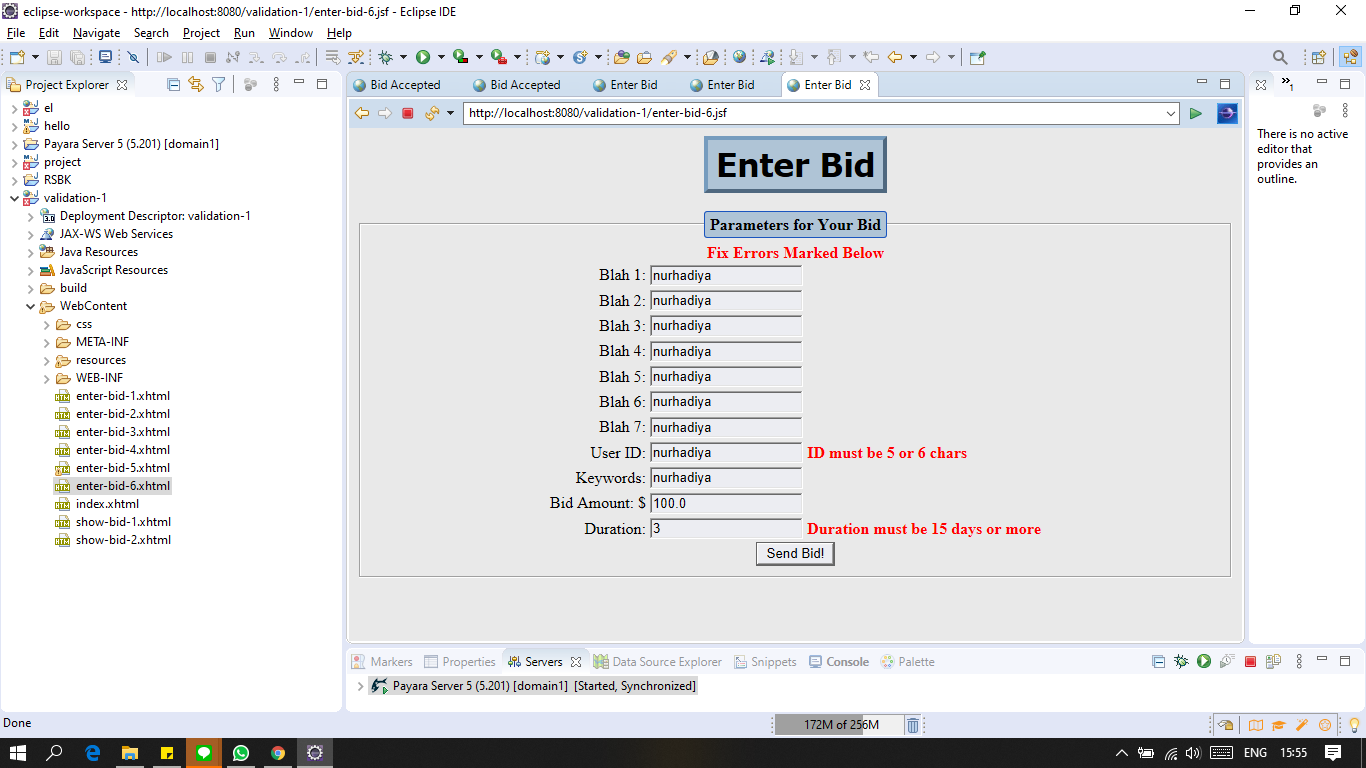 eclipse-workspace - http://localhost:8080/validation-1/enter-bid-6.jsf - Eclipse IDE
File Edit Navigate Search Project Run Window Help
Project Explorer
el
hello
Payara Server 5 (5.201) [domain1]
project
RSBK
validation-1
Deployment Descriptor: validation-1
3.0
JAX-WS Web Services
Java Resources
JavaScript Resources
build
WebContent
css
META-INF
resources
WEB-INF
enter-bid-1.xhtml
enter-bid-2.xhtml
enter-bid-3.xhtml
enter-bid-4.xhtml
enter-bid-5.xhtml
enter-bid-6.xhtml
index.xhtml
show-bid-1.xhtml
show-bid-2.xhtml
Bid Accepted Bid Accepted Enter Bid Enter Bid Enter Bid
http://localhost:8080/validation-1/enter-bid-6.jsf
Enter Bid
Parameters for Your Bid
Fix Errors Marked Below
Blah 1: nurhadiya
Blah 2: nurhadiya
Blah 3: nurhadiya
Blah 4: nurhadiya
Blah 5: nurhadiya
Blah 6: nurhadiya
Blah 7: nurhadiya
User ID: nurhadiya ID must be 5 or 6 chars
Keywords: nurhadiya
Bid Amount: $ 100.0
Duration: 3 Duration must be 15 days or more
Send Bid!
»1
There is no active
editor that
provides an
outline.
Markers Properties Servers Data Source Explorer Snippets Console Palette
Payara Server 5 (5.201) [domain1] [Started, Synchronized]
Done
172M of 256M
ENG 15:55